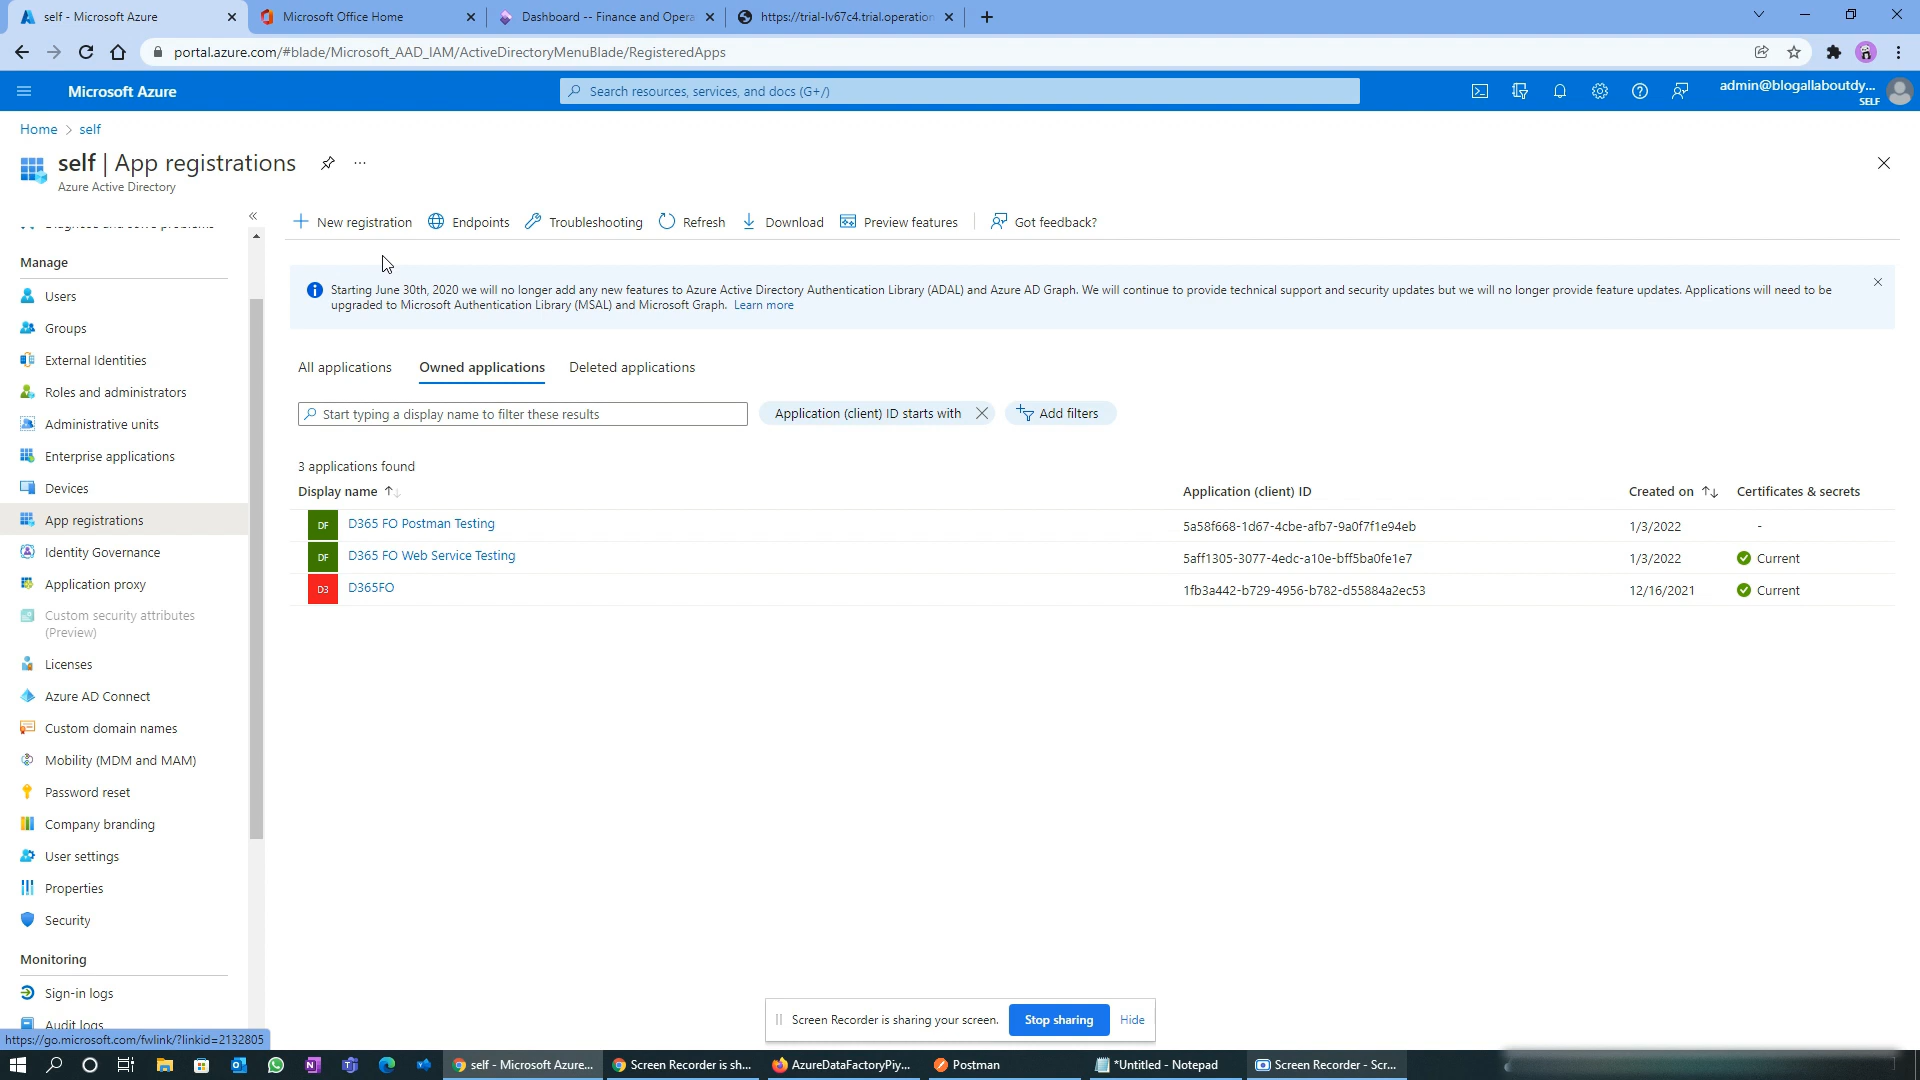 self - Microsoft Azure
Microsoft Office Home
Dashboard -- Finance and Opera
https://trial-lv67c4.trial.operation
portal.azure.com/#blade/Microsoft_AAD_IAM/ActiveDirectoryMenuBlade/RegisteredApps
Microsoft Azure
Search resources, services, and docs (G+/)
admin@blogallaboutdy...
SELF
Home > self
self | App registrations
Azure Active Directory
New registration
Endpoints
Troubleshooting
Refresh
Download
Preview features
Got feedback?
Diagnose and solve problems
Manage
Users
Groups
External Identities
Roles and administrators
Administrative units
Enterprise applications
Devices
App registrations
Identity Governance
Application proxy
Custom security attributes
(Preview)
Licenses
Azure AD Connect
Custom domain names
Mobility (MDM and MAM)
Password reset
Company branding
User settings
Properties
Security
Monitoring
Sign-in logs
Audit logs
Starting June 30th, 2020 we will no longer add any new features to Azure Active Directory Authentication Library (ADAL) and Azure AD Graph. We will continue to provide technical support and security updates but we will no longer provide feature updates. Applications will need to be
upgraded to Microsoft Authentication Library (MSAL) and Microsoft Graph. Learn more
All applications
Owned applications
Deleted applications
Start typing a display name to filter these results
Application (client) ID starts with
Add filters
3 applications found
Display name
Application (client) ID
Created on
Certificates & secrets
DF D365 FO Postman Testing 5a58f668-1d67-4cbe-afb7-9a0f7f1e94eb 1/3/2022 -
DF D365 FO Web Service Testing 5aff1305-3077-4edc-a10e-bff5ba0fe1e7 1/3/2022 Current
D3 D365FO 1fb3a442-b729-4956-b782-d55884a2ec53 12/16/2021 Current
Screen Recorder is sharing your screen.
Stop sharing
Hide
https://go.microsoft.com/fwlink/?linkid=2132805
self - Microsoft Azure...
Screen Recorder is sh...
AzureDataFactoryPiy...
Postman
*Untitled - Notepad
Screen Recorder - Scr...